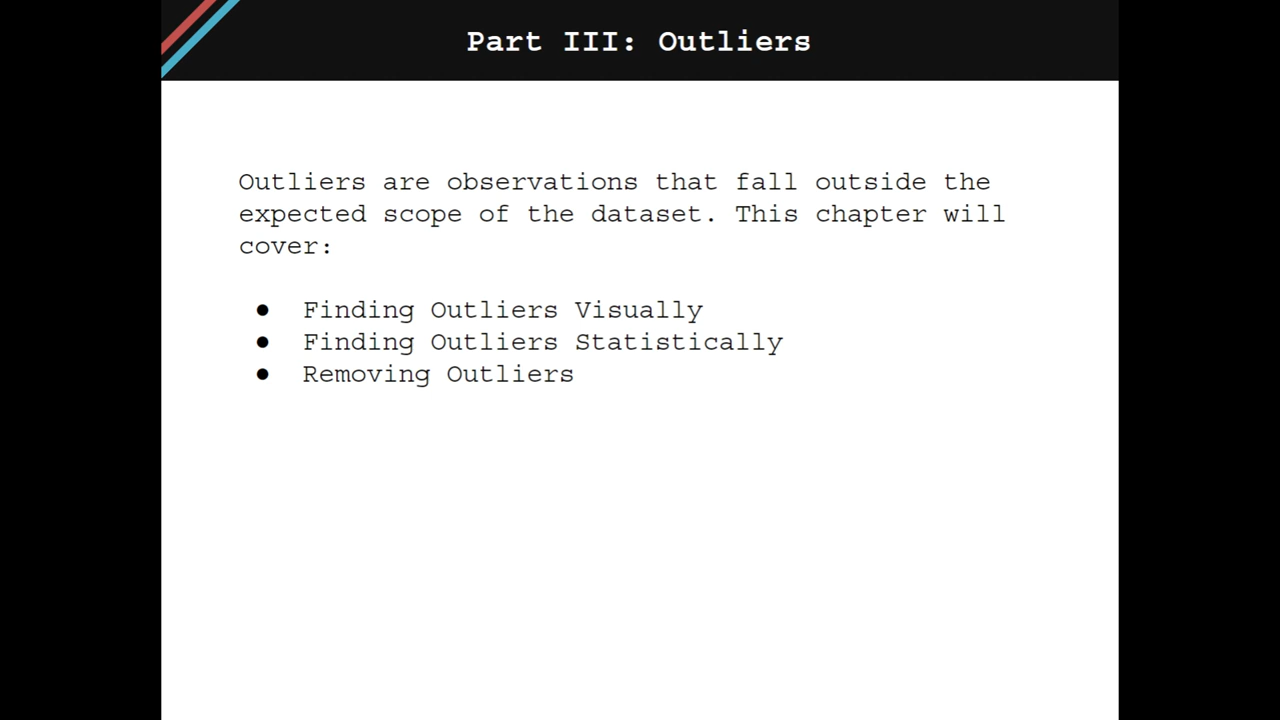 Part III: Outliers
Outliers are observations that fall outside the
expected scope of the dataset. This chapter will
cover:
● Finding Outliers Visually
● Finding Outliers Statistically
● Removing Outliers